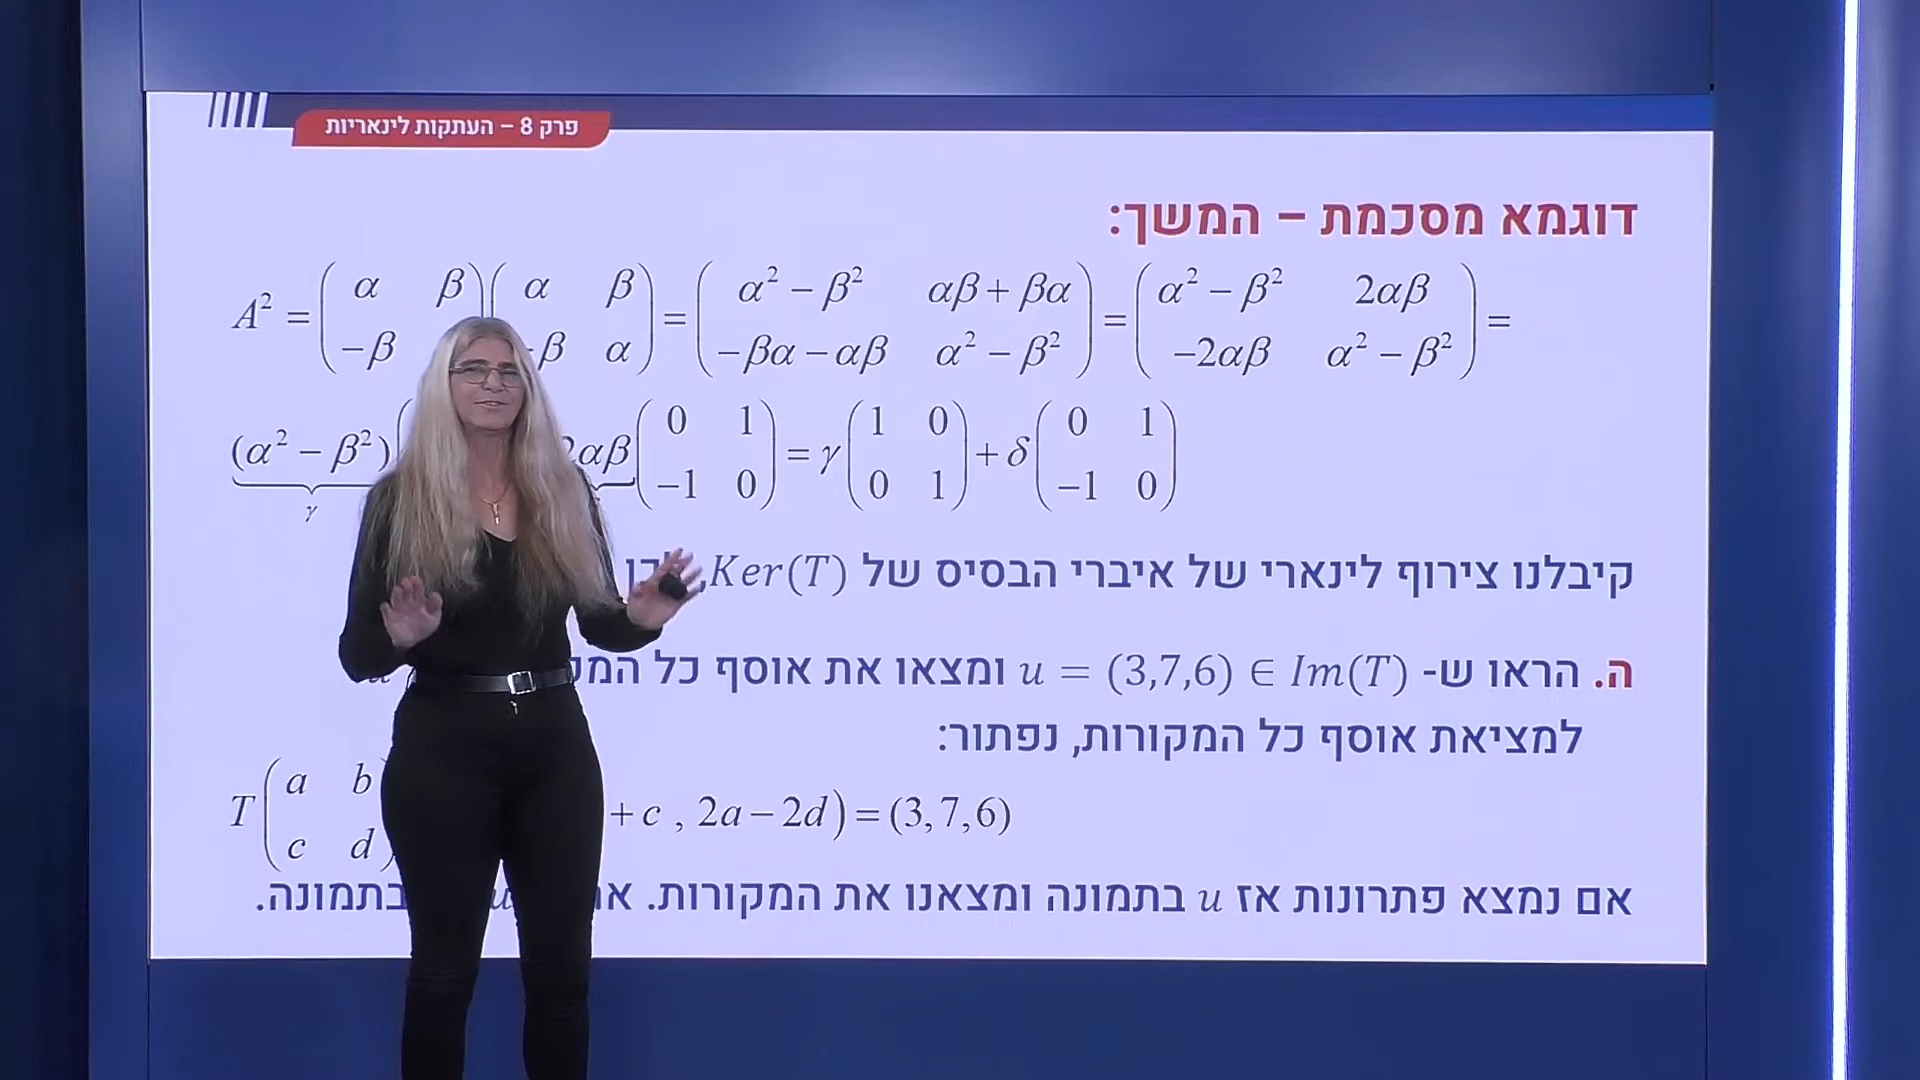 פרק 8 – העתקות לינאריות
דוגמא מסכמת – המשך:
A² = (α β; −β) (α β; −β α) = (α² − β² αβ + βα; −βα − αβ α² − β²) = (α² − β² 2αβ; −2αβ α² − β²) =
(α² − β²) 2αβ (0 1; −1 0) = γ (1 0; 0 1) + δ (0 1; −1 0)
γ
קיבלנו צירוף לינארי של איברי הבסיס של Ker(T),
ה. הראו ש- u = (3,7,6) ∈ Im(T) ומצאו את אוסף כל
למציאת אוסף כל המקורות, נפתור:
T (a b; c d) + c , 2a − 2d) = (3, 7, 6)
אם נמצא פתרונות אז u בתמונה ומצאנו את המקורות. u בתמונה.